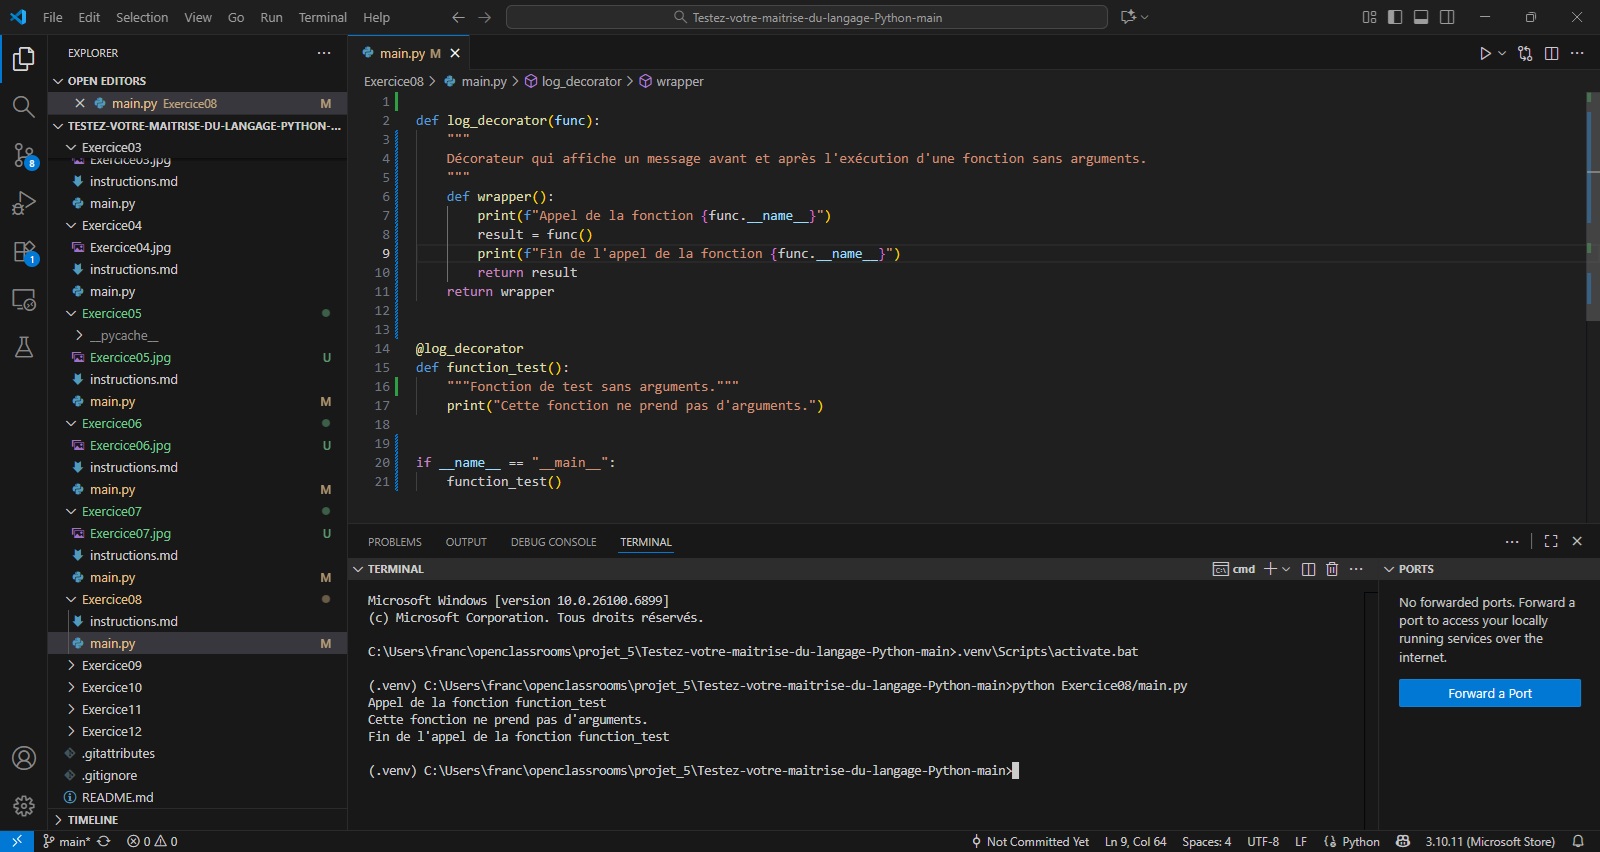 File Edit Selection View Go Run Terminal Help
Testez-votre-maitrise-du-langage-Python-main
EXPLORER
OPEN EDITORS
main.py Exercice08 M
TESTEZ-VOTRE-MAITRISE-DU-LANGAGE-PYTHON-...
Exercice03
Exercice03.jpg
instructions.md
main.py
Exercice04
Exercice04.jpg
instructions.md
main.py
Exercice05
__pycache__
Exercice05.jpg U
instructions.md
main.py M
Exercice06
Exercice06.jpg U
instructions.md
main.py M
Exercice07
Exercice07.jpg U
instructions.md
main.py M
Exercice08
instructions.md
main.py M
Exercice09
Exercice10
Exercice11
Exercice12
.gitattributes
.gitignore
README.md
TIMELINE
8
1
main.py M
Exercice08 > main.py > log_decorator > wrapper
1
2 def log_decorator(func):
3 """
4 Décorateur qui affiche un message avant et après l'exécution d'une fonction sans arguments.
5 """
6 def wrapper():
7 print(f"Appel de la fonction {func.__name__}")
8 result = func()
9 print(f"Fin de l'appel de la fonction {func.__name__}")
10 return result
11 return wrapper
12
13
14 @log_decorator
15 def function_test():
16 """Fonction de test sans arguments."""
17 print("Cette fonction ne prend pas d'arguments.")
18
19
20 if __name__ == "__main__":
21 function_test()
PROBLEMS OUTPUT DEBUG CONSOLE TERMINAL
TERMINAL
cmd
Microsoft Windows [version 10.0.26100.6899]
(c) Microsoft Corporation. Tous droits réservés.
C:\Users\franc\openclassrooms\projet_5\Testez-votre-maitrise-du-langage-Python-main>.venv\Scripts\activate.bat
(.venv) C:\Users\franc\openclassrooms\projet_5\Testez-votre-maitrise-du-langage-Python-main>python Exercice08/main.py
Appel de la fonction function_test
Cette fonction ne prend pas d'arguments.
Fin de l'appel de la fonction function_test
(.venv) C:\Users\franc\openclassrooms\projet_5\Testez-votre-maitrise-du-langage-Python-main>
PORTS
No forwarded ports. Forward a
port to access your locally
running services over the
internet.
Forward a Port
main* 0 0
Not Committed Yet Ln 9, Col 64 Spaces: 4 UTF-8 LF Python 3.10.11 (Microsoft Store)